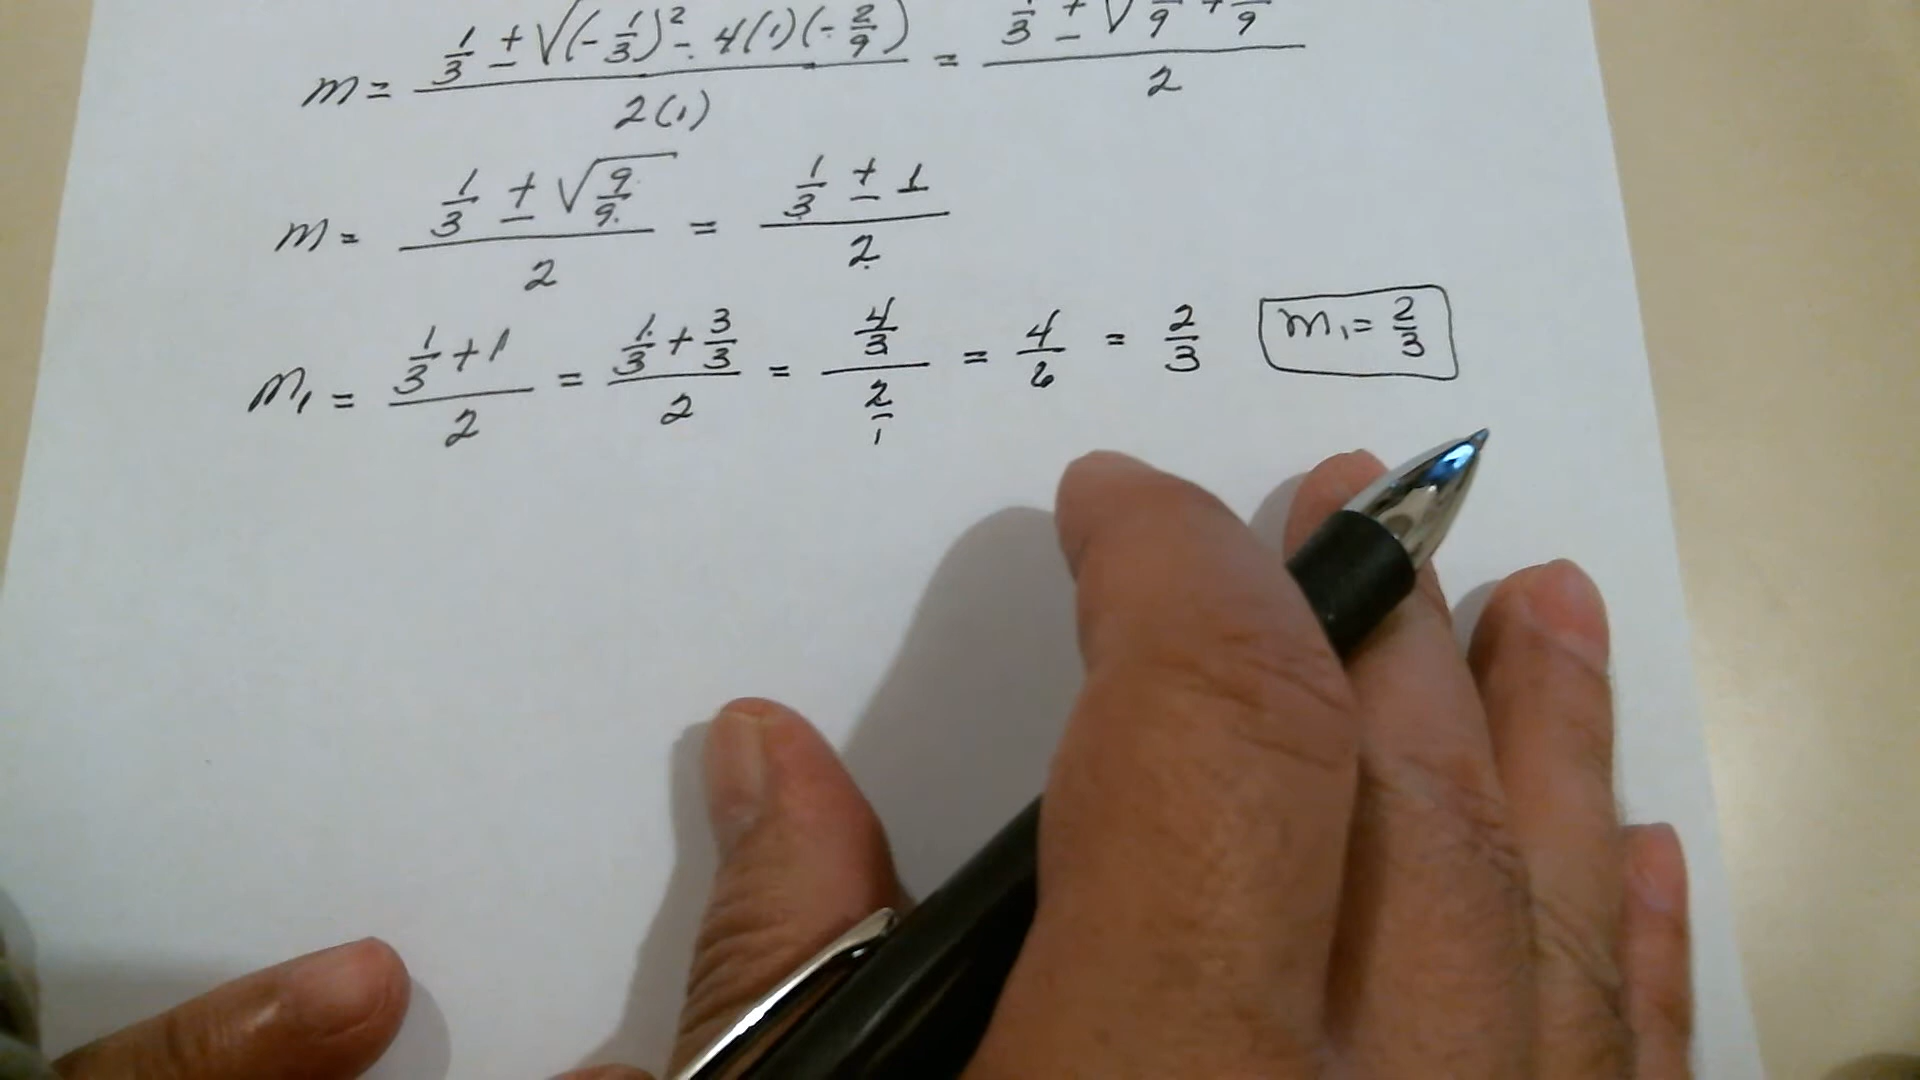 m = (1/3 ± √((-1/3)² - 4(1)(-2/9))) / 2(1) = (1/3 ± √(/9 + /9)) / 2
m = (1/3 ± √(9/9)) / 2 = (1/3 ± 1) / 2
m₁ = (1/3 + 1) / 2 = (1/3 + 3/3) / 2 = (4/3) / (2/1) = 4/6 = 2/3 m₁ = 2/3